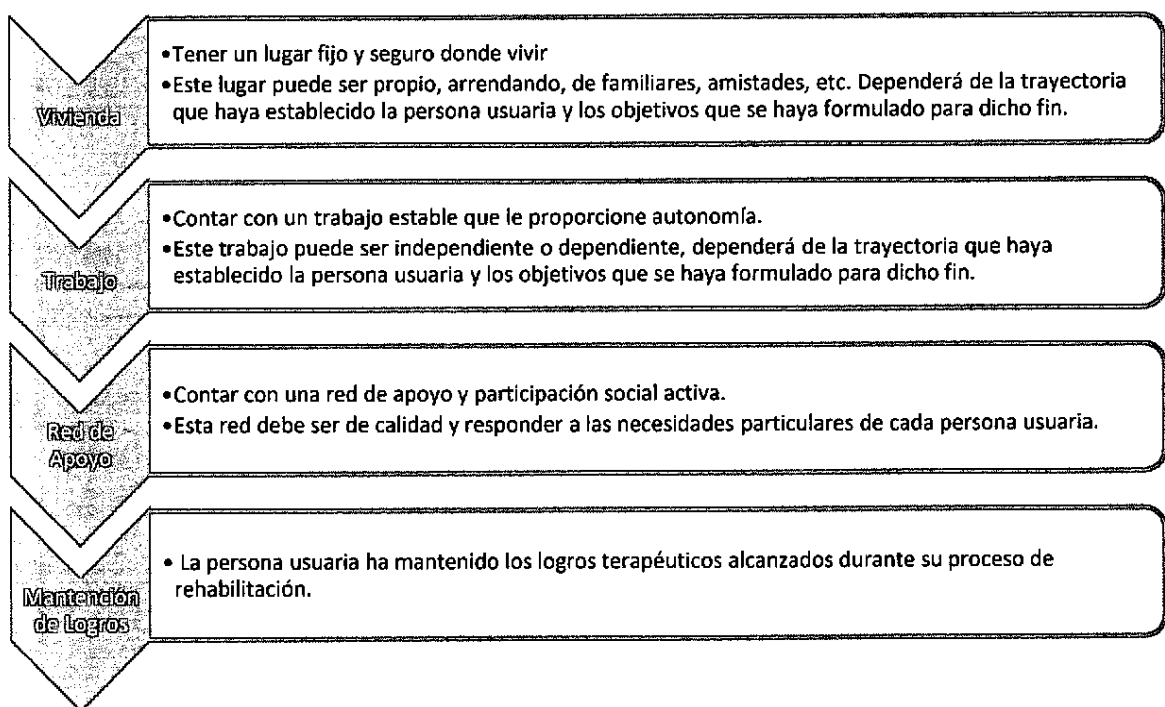 Vivienda
•Tener un lugar fijo y seguro donde vivir
•Este lugar puede ser propio, arrendando, de familiares, amistades, etc. Dependerá de la trayectoria
que haya establecido la persona usuaria y los objetivos que se haya formulado para dicho fin.
Trabajo
•Contar con un trabajo estable que le proporcione autonomía.
•Este trabajo puede ser independiente o dependiente, dependerá de la trayectoria que haya
establecido la persona usuaria y los objetivos que se haya formulado para dicho fin.
Red de
Apoyo
•Contar con una red de apoyo y participación social activa.
•Esta red debe ser de calidad y responder a las necesidades particulares de cada persona usuaria.
Mantención
de Logros
• La persona usuaria ha mantenido los logros terapéuticos alcanzados durante su proceso de
rehabilitación.